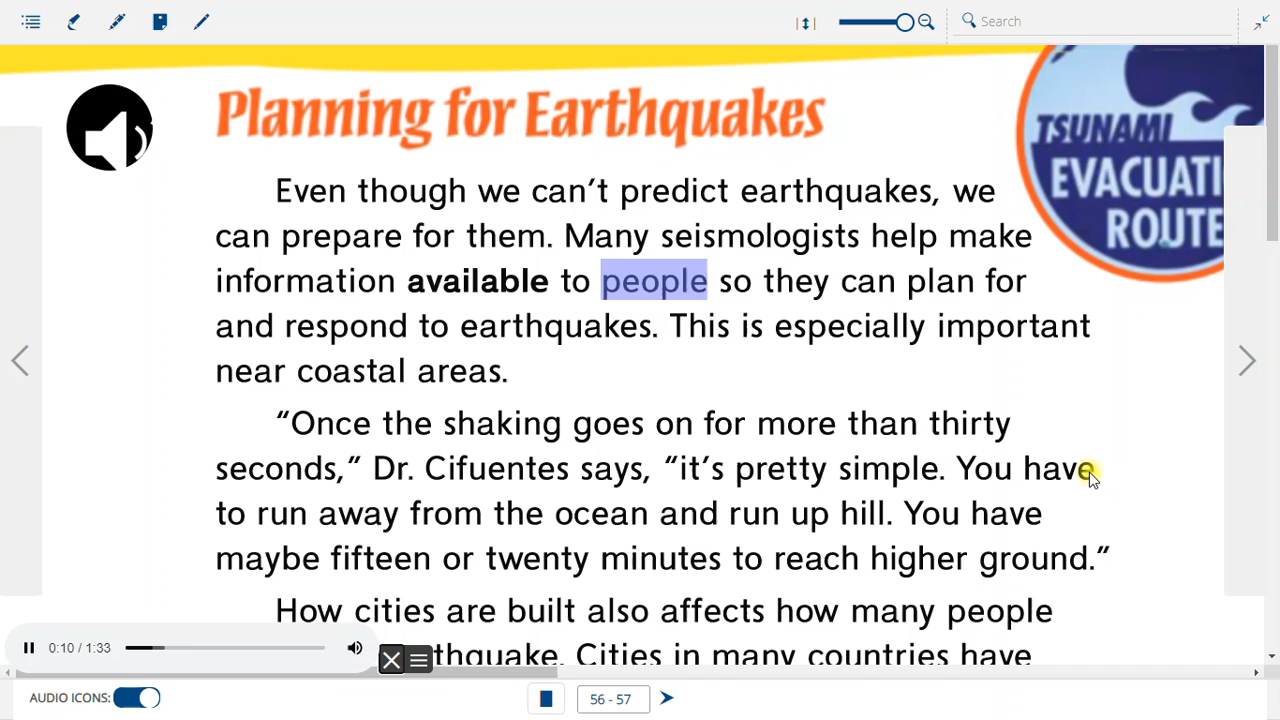 Search
Planning for Earthquakes
TSUNAMI
EVACUATI
ROUTE
Even though we can't predict earthquakes, we
can prepare for them. Many seismologists help make
information available to people so they can plan for
and respond to earthquakes. This is especially important
near coastal areas.
“Once the shaking goes on for more than thirty
seconds,” Dr. Cifuentes says, “it's pretty simple. You have
to run away from the ocean and run up hill. You have
maybe fifteen or twenty minutes to reach higher ground.”
How cities are built also affects how many people
thquake. Cities in many countries have
0:10 / 1:33
AUDIO ICONS:
56 - 57